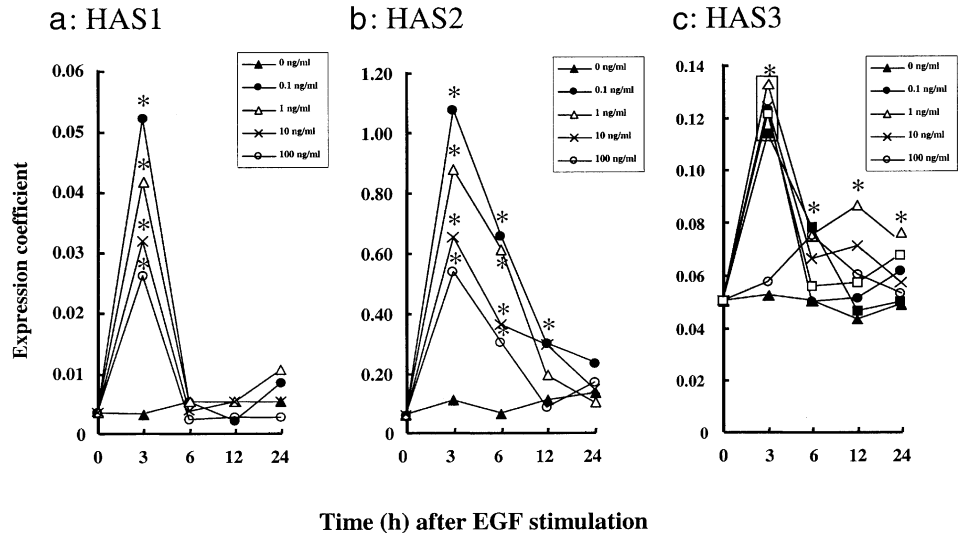 a: HAS1
b: HAS2
c: HAS3
Expression coefficient
0.06
0.05
0.04
0.03
0.02
0.01
0
0 ng/ml
0.1 ng/ml
1 ng/ml
10 ng/ml
100 ng/ml
*
*
*
*
0
3
6
12
24
1.20
1.00
0.80
0.60
0.40
0.20
0
0 ng/ml
0.1 ng/ml
1 ng/ml
10 ng/ml
100 ng/ml
*
*
*
*
*
*
*
*
*
0
3
6
12
24
0.14
0.12
0.10
0.08
0.06
0.04
0.02
0
0 ng/ml
0.1 ng/ml
1 ng/ml
10 ng/ml
100 ng/ml
*
*
*
*
0
3
6
12
24
Time (h) after EGF stimulation